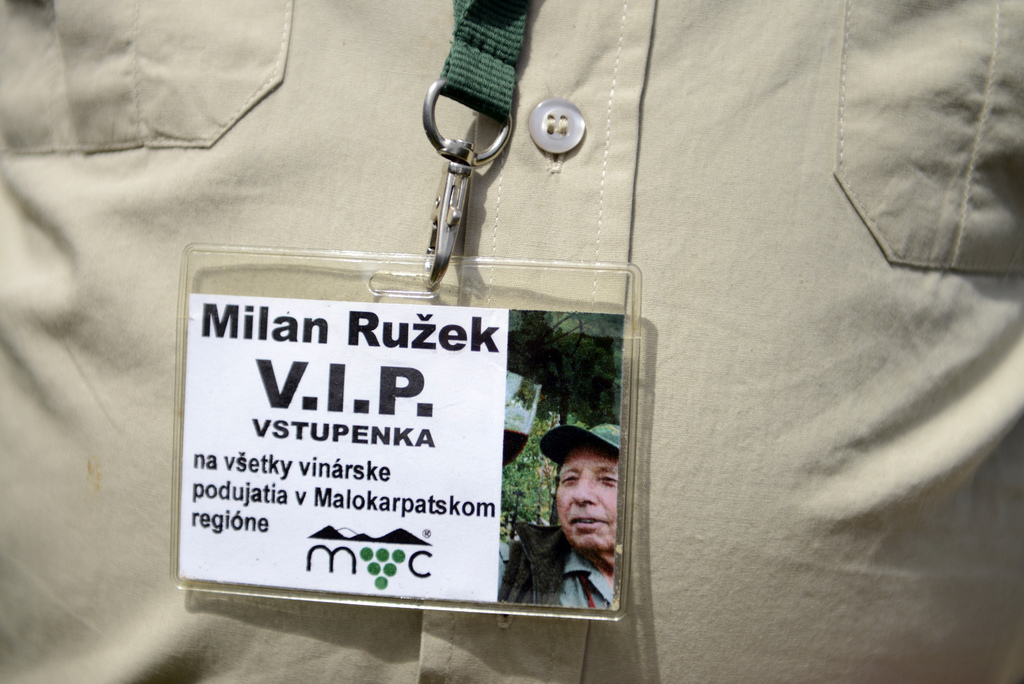 Milan Ružek
V.I.P.
VSTUPENKA
na všetky vinárske
podujatia v Malokarpatskom
regióne
®
mvc